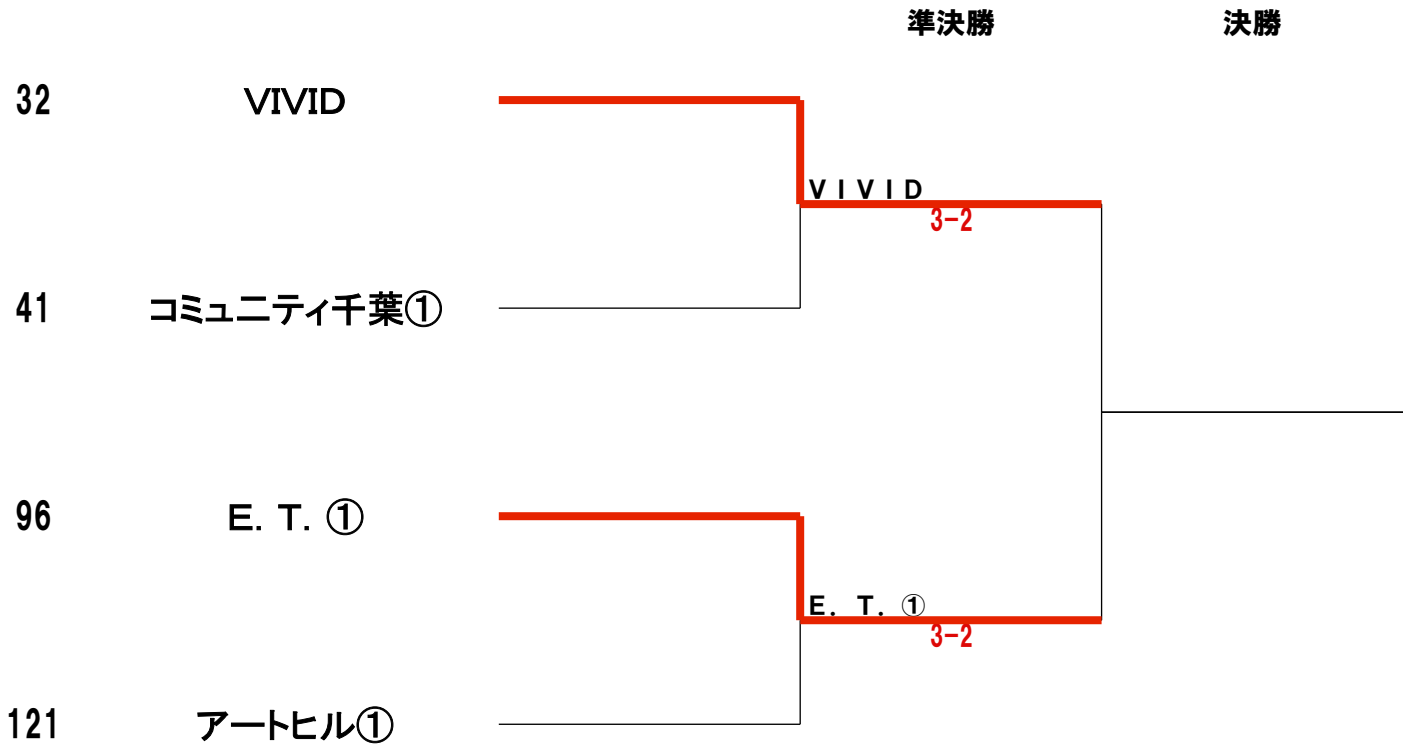 準決勝 決勝
32 VIVID
ＶＩＶＩＤ
3-2
41 コミュニティ千葉①
96 E. T. ①
Ｅ． Ｔ． ①
3-2
121 アートヒル①